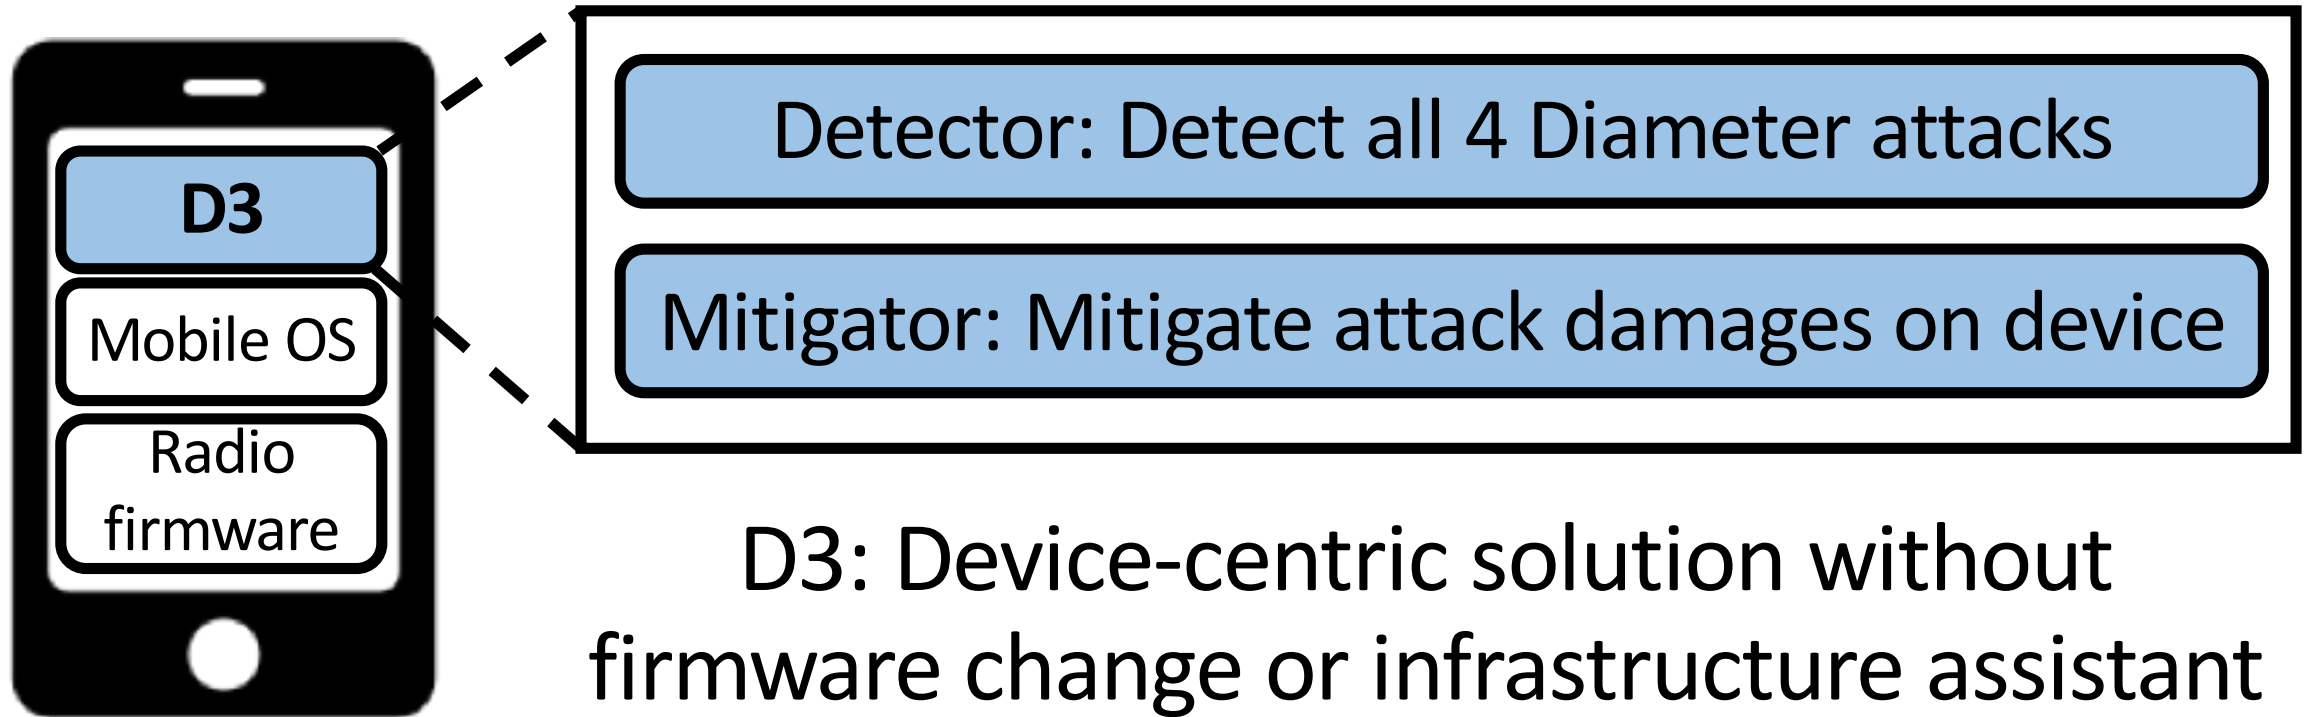 D3
Mobile OS
Radio
firmware
Detector: Detect all 4 Diameter attacks
Mitigator: Mitigate attack damages on device
D3: Device-centric solution without
firmware change or infrastructure assistant